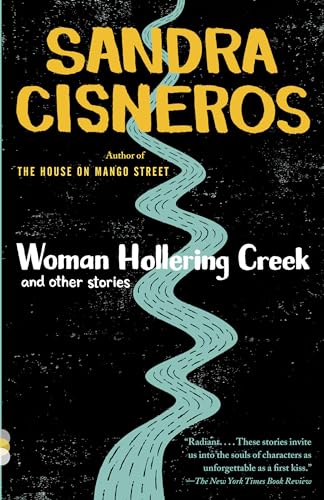 SANDRA
CISNEROS
Author of
THE HOUSE ON MANGO STREET
Woman Hollering Creek
and other stories
"Radiant. . . . These stories invite
us into the souls of characters as
unforgettable as a first kiss."
—The New York Times Book Review